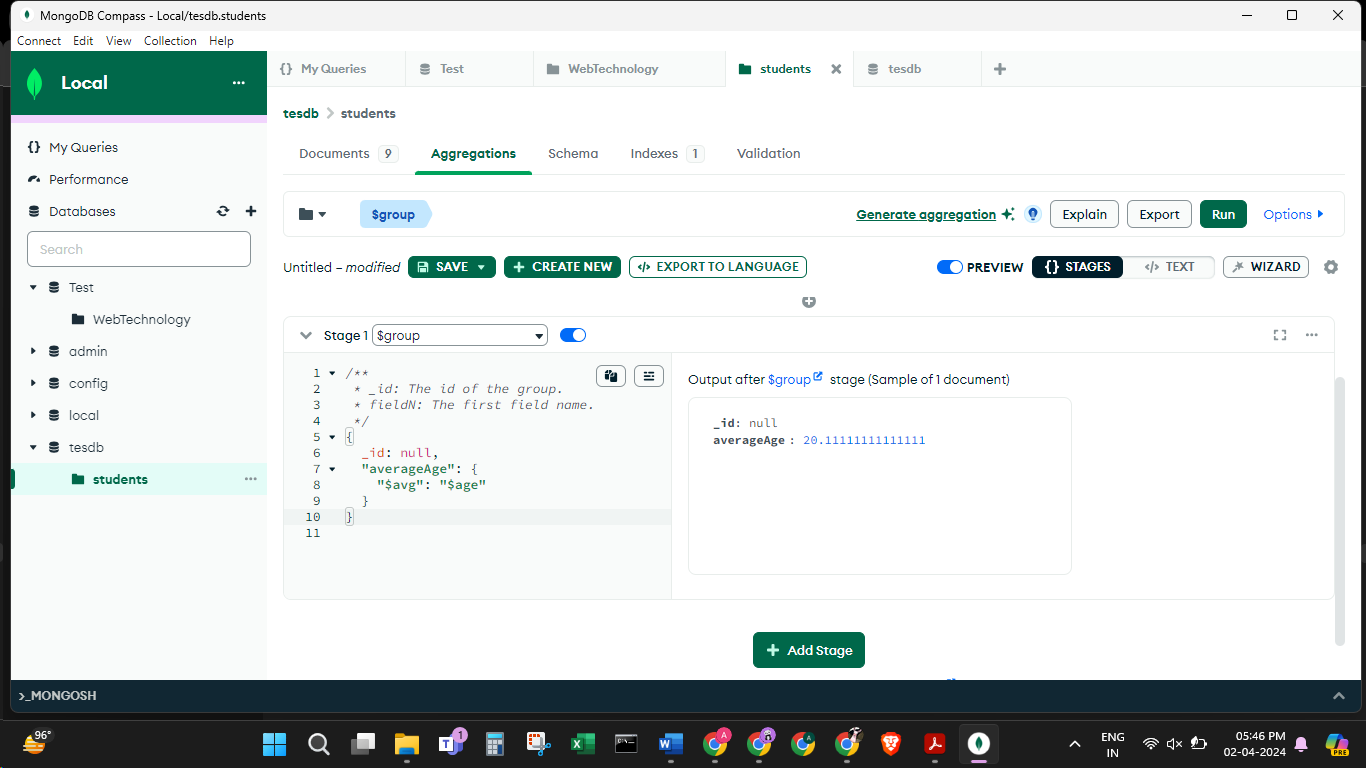 MongoDB Compass - Local/tesdb.students
Connect Edit View Collection Help
Local
My Queries
Performance
Databases
Search
Test
WebTechnology
admin
config
local
tesdb
students
{} My Queries
Test
WebTechnology
students
tesdb
tesdb > students
Documents 9
Aggregations
Schema
Indexes 1
Validation
$group
Generate aggregation
Explain
Export
Run
Options
Untitled – modified
SAVE
+ CREATE NEW
</> EXPORT TO LANGUAGE
PREVIEW
{} STAGES
</> TEXT
WIZARD
Stage 1 $group
1 /**
2 * _id: The id of the group.
3 * fieldN: The first field name.
4 */
5 {
6 _id: null,
7 "averageAge": {
8 "$avg": "$age"
9 }
10 }
11
Output after $group stage (Sample of 1 document)
_id: null
averageAge : 20.11111111111111
+ Add Stage
>_MONGOSH
96°
1
T
A
A
ENG
IN
05:46 PM
02-04-2024
PRE